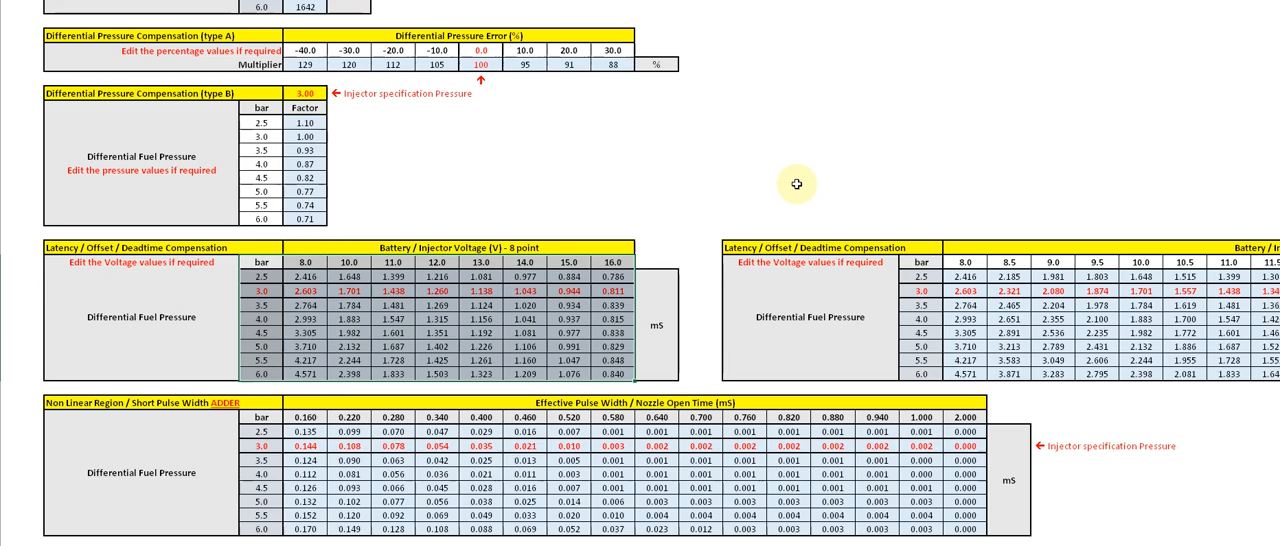 6.0 1642
Differential Pressure Compensation (type A) Differential Pressure Error (%)
Edit the percentage values if required -40.0 -30.0 -20.0 -10.0 0.0 10.0 20.0 30.0
Multiplier 129 120 112 105 100 95 91 88 %
Differential Pressure Compensation (type B) 3.00 ← Injector specification Pressure
bar Factor
2.5 1.10
3.0 1.00
3.5 0.93
Differential Fuel Pressure 4.0 0.87
Edit the pressure values if required 4.5 0.82
5.0 0.77
5.5 0.74
6.0 0.71
Latency / Offset / Deadtime Compensation Battery / Injector Voltage (V) - 8 point
Edit the Voltage values if required bar 8.0 10.0 11.0 12.0 13.0 14.0 15.0 16.0
2.5 2.416 1.648 1.399 1.216 1.081 0.977 0.884 0.786
3.0 2.603 1.701 1.438 1.260 1.138 1.043 0.944 0.811
3.5 2.764 1.784 1.481 1.269 1.124 1.020 0.934 0.839
Differential Fuel Pressure 4.0 2.993 1.883 1.547 1.315 1.156 1.041 0.937 0.815 mS
4.5 3.305 1.982 1.601 1.351 1.192 1.081 0.977 0.838
5.0 3.710 2.132 1.687 1.402 1.226 1.106 0.991 0.829
5.5 4.217 2.244 1.728 1.425 1.261 1.160 1.047 0.848
6.0 4.571 2.398 1.833 1.503 1.323 1.209 1.076 0.840
Latency / Offset / Deadtime Compensation Battery / In
Edit the Voltage values if required bar 8.0 8.5 9.0 9.5 10.0 10.5 11.0 11.5
2.5 2.416 2.185 1.981 1.803 1.648 1.515 1.399 1.30
3.0 2.603 2.321 2.080 1.874 1.701 1.557 1.438 1.34
3.5 2.764 2.465 2.204 1.978 1.784 1.619 1.481 1.36
Differential Fuel Pressure 4.0 2.993 2.651 2.355 2.100 1.883 1.700 1.547 1.42
4.5 3.305 2.891 2.536 2.235 1.982 1.772 1.601 1.46
5.0 3.710 3.213 2.789 2.431 2.132 1.886 1.687 1.52
5.5 4.217 3.583 3.049 2.606 2.244 1.955 1.728 1.55
6.0 4.571 3.871 3.283 2.795 2.398 2.081 1.833 1.64
Non Linear Region / Short Pulse Width ADDER Effective Pulse Width / Nozzle Open Time (mS)
bar 0.160 0.220 0.280 0.340 0.400 0.460 0.520 0.580 0.640 0.700 0.760 0.820 0.880 0.940 1.000 2.000
2.5 0.135 0.099 0.070 0.047 0.029 0.016 0.007 0.001 0.001 0.001 0.001 0.001 0.001 0.001 0.001 0.000
3.0 0.144 0.108 0.078 0.054 0.035 0.021 0.010 0.003 0.002 0.002 0.002 0.002 0.002 0.002 0.002 0.000 ← Injector specification Pressure
3.5 0.124 0.090 0.063 0.042 0.025 0.013 0.005 0.001 0.001 0.001 0.001 0.001 0.001 0.001 0.000 0.000
Differential Fuel Pressure 4.0 0.112 0.081 0.056 0.036 0.021 0.011 0.003 0.001 0.001 0.001 0.001 0.001 0.001 0.001 0.001 0.000 mS
4.5 0.126 0.093 0.066 0.045 0.028 0.016 0.007 0.001 0.001 0.001 0.001 0.001 0.001 0.001 0.001 0.000
5.0 0.132 0.102 0.077 0.056 0.038 0.025 0.014 0.006 0.003 0.003 0.003 0.003 0.003 0.003 0.003 0.000
5.5 0.152 0.120 0.092 0.069 0.049 0.033 0.020 0.010 0.004 0.004 0.004 0.004 0.004 0.004 0.004 0.000
6.0 0.170 0.149 0.128 0.108 0.088 0.069 0.052 0.037 0.023 0.012 0.003 0.003 0.003 0.003 0.003 0.000